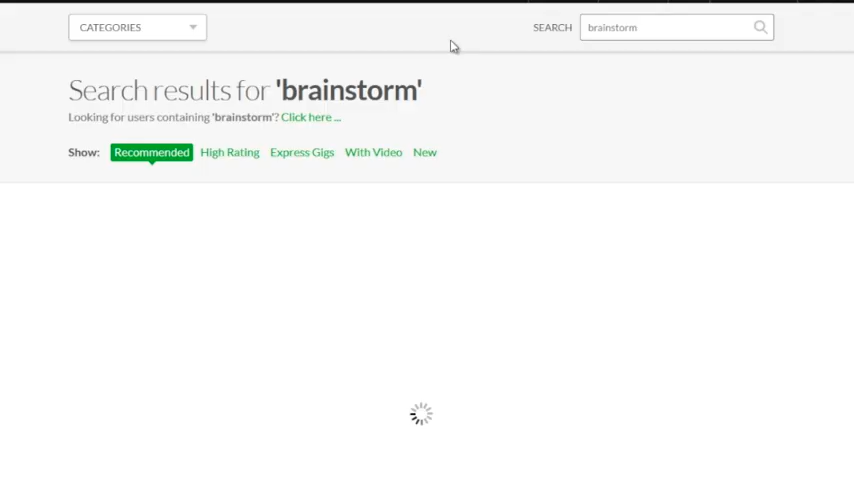 CATEGORIES
SEARCH
brainstorm
Search results for 'brainstorm'
Looking for users containing 'brainstorm'? Click here ...
Show: Recommended High Rating Express Gigs With Video New